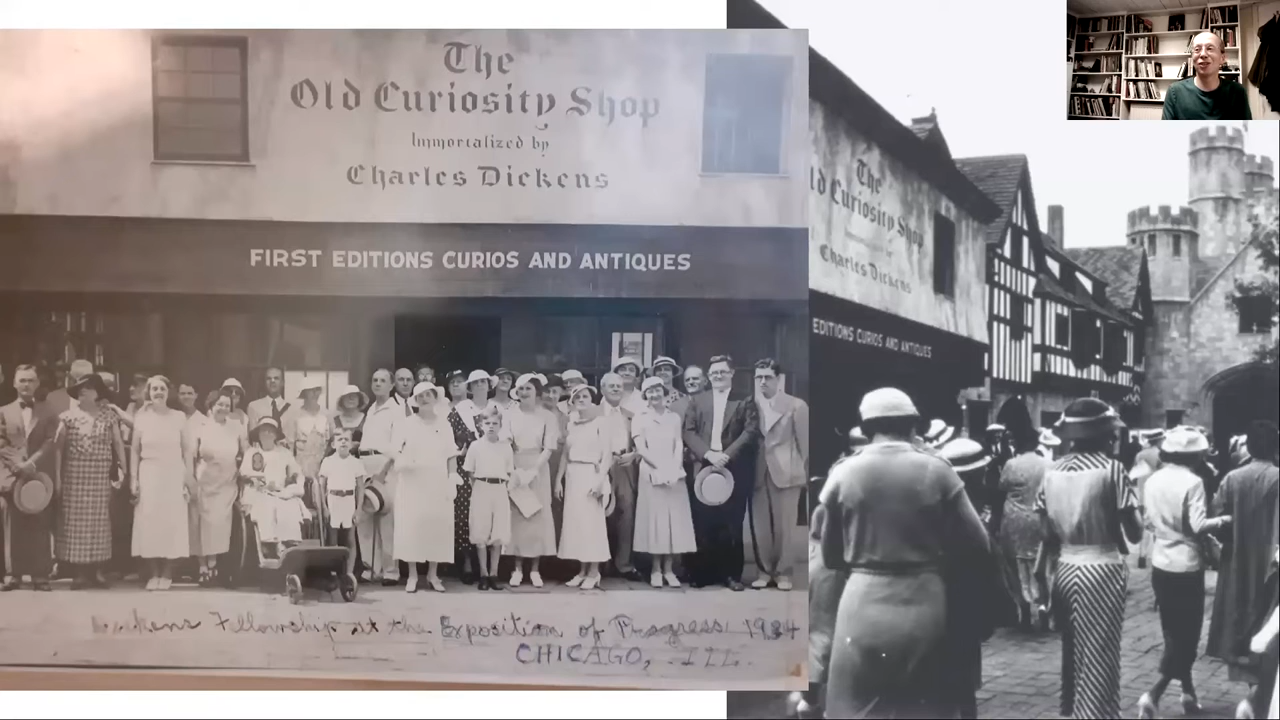 The
Old Curiosity Shop
Immortalized by
Charles Dickens
FIRST EDITIONS CURIOS AND ANTIQUES
Dickens Fellowship at the Exposition of Progress 1934
CHICAGO, ILL.
The
ld Curiosity Shop
Charles Dickens
EDITIONS CURIOS AND ANTIQUES